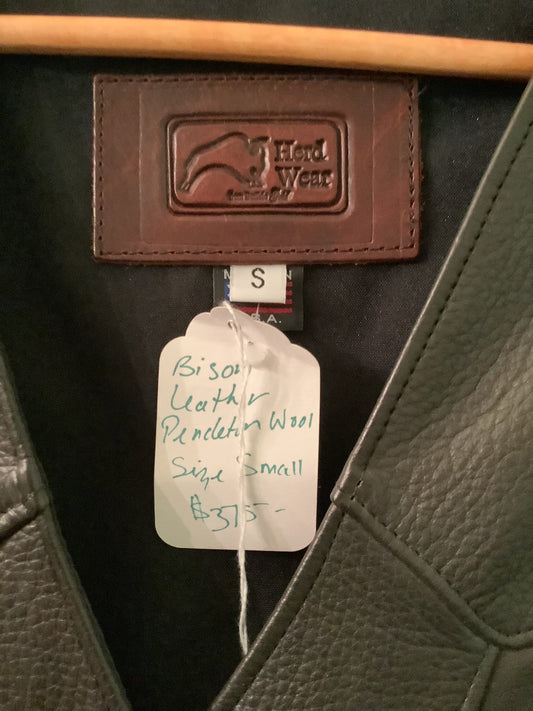 Herd
Wear
S
M N
S.A.
Bison
Leather
Pendleton Wool
Size Small
$375-